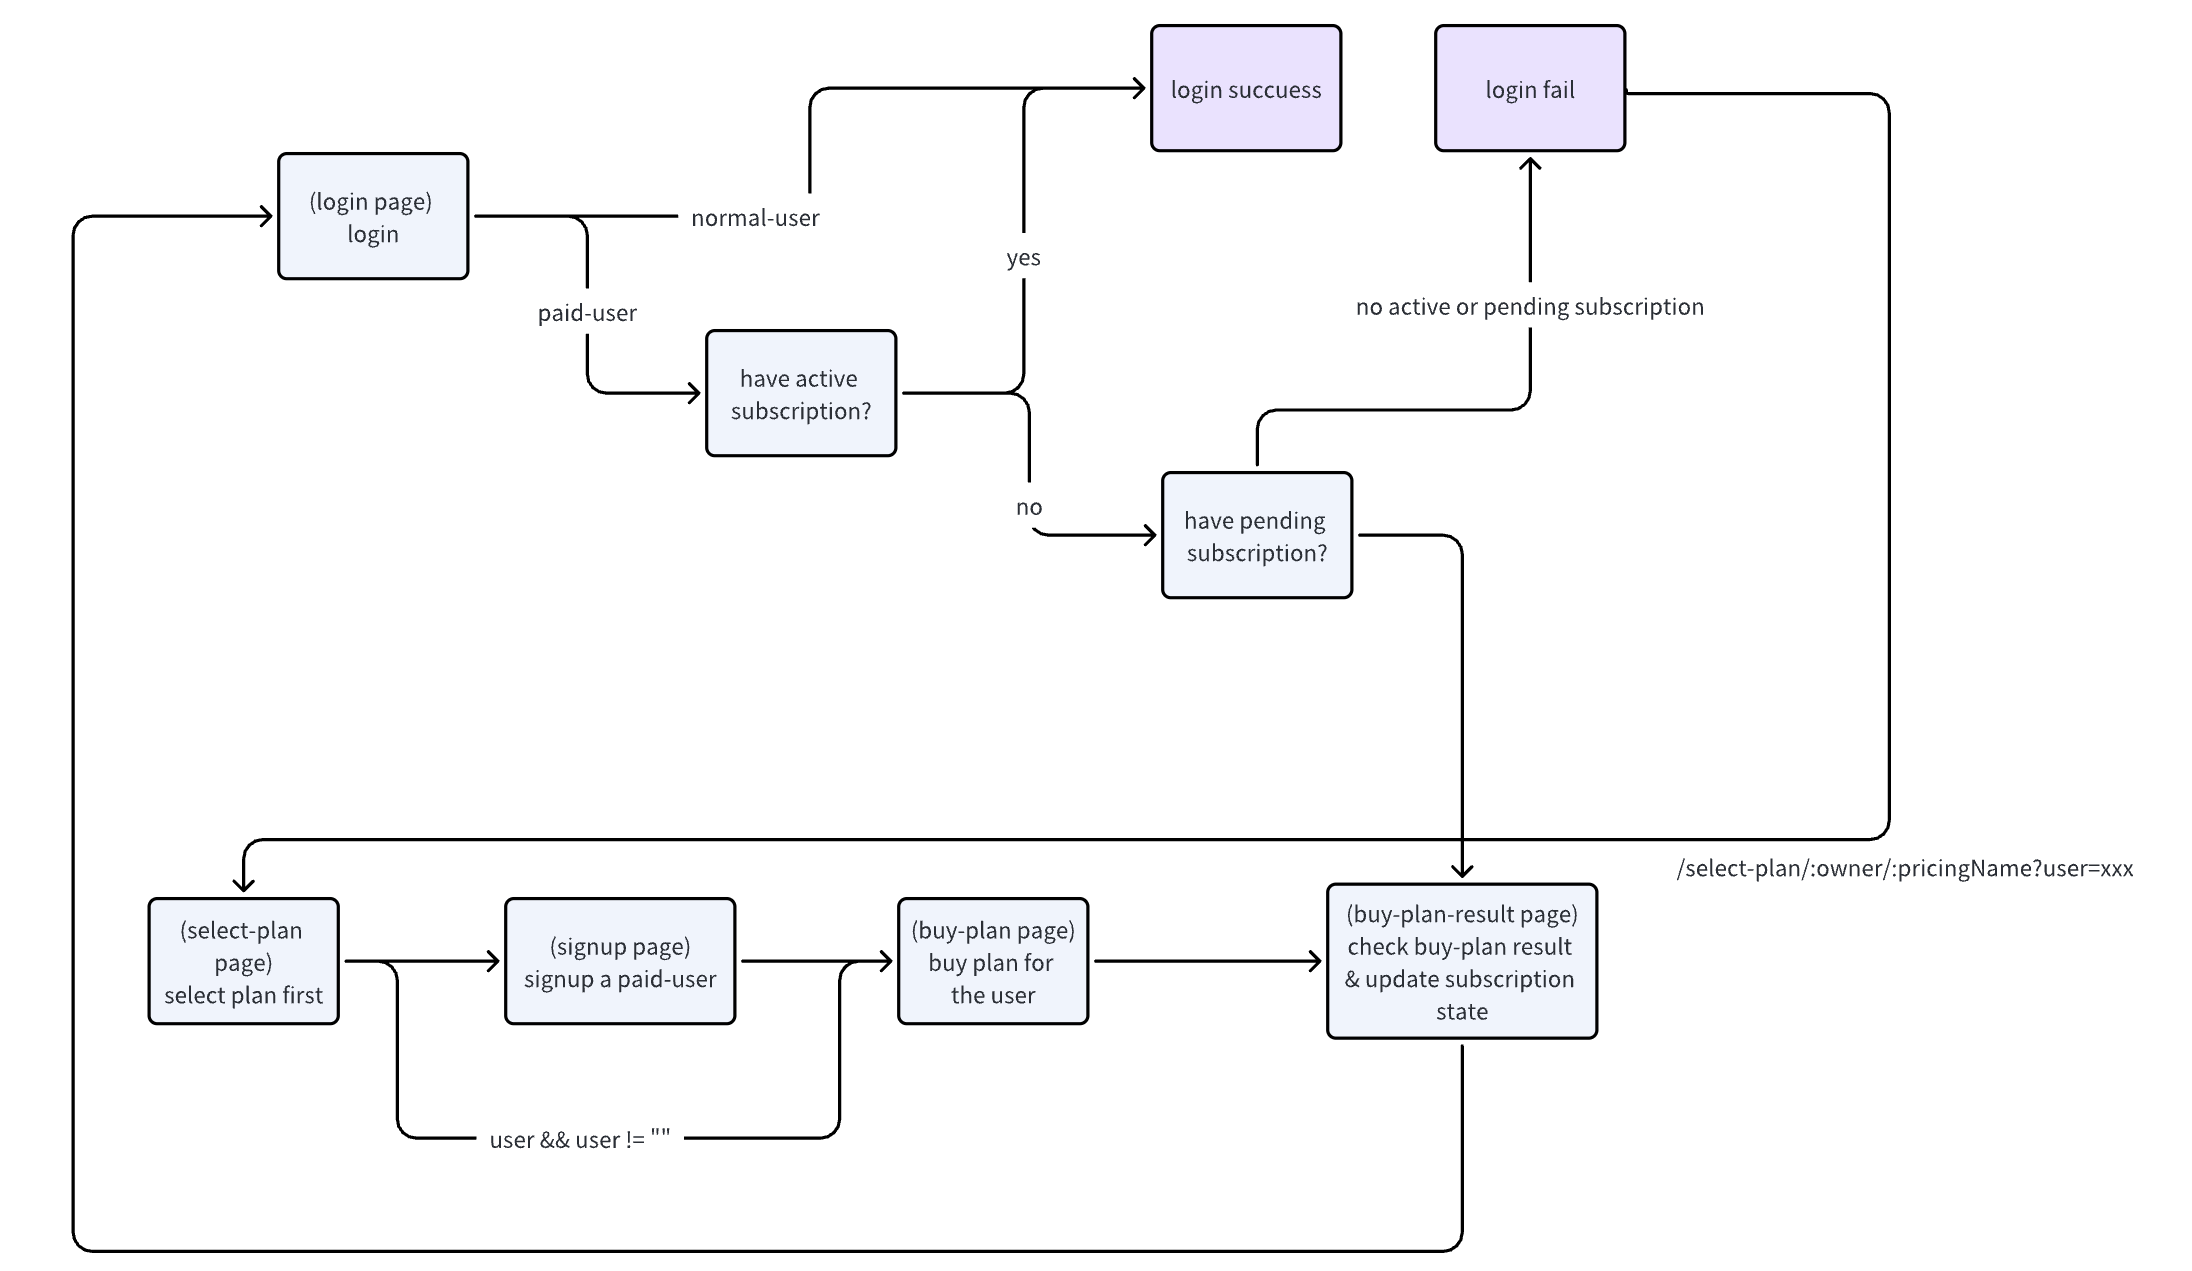 login succuess
login fail
(login page)
login
normal-user
yes
paid-user
no active or pending subscription
have active
subscription?
no
have pending
subscription?
/select-plan/:owner/:pricingName?user=xxx
(select-plan
page)
select plan first
(signup page)
signup a paid-user
(buy-plan page)
buy plan for
the user
(buy-plan-result page)
check buy-plan result
& update subscription
state
user && user != ""